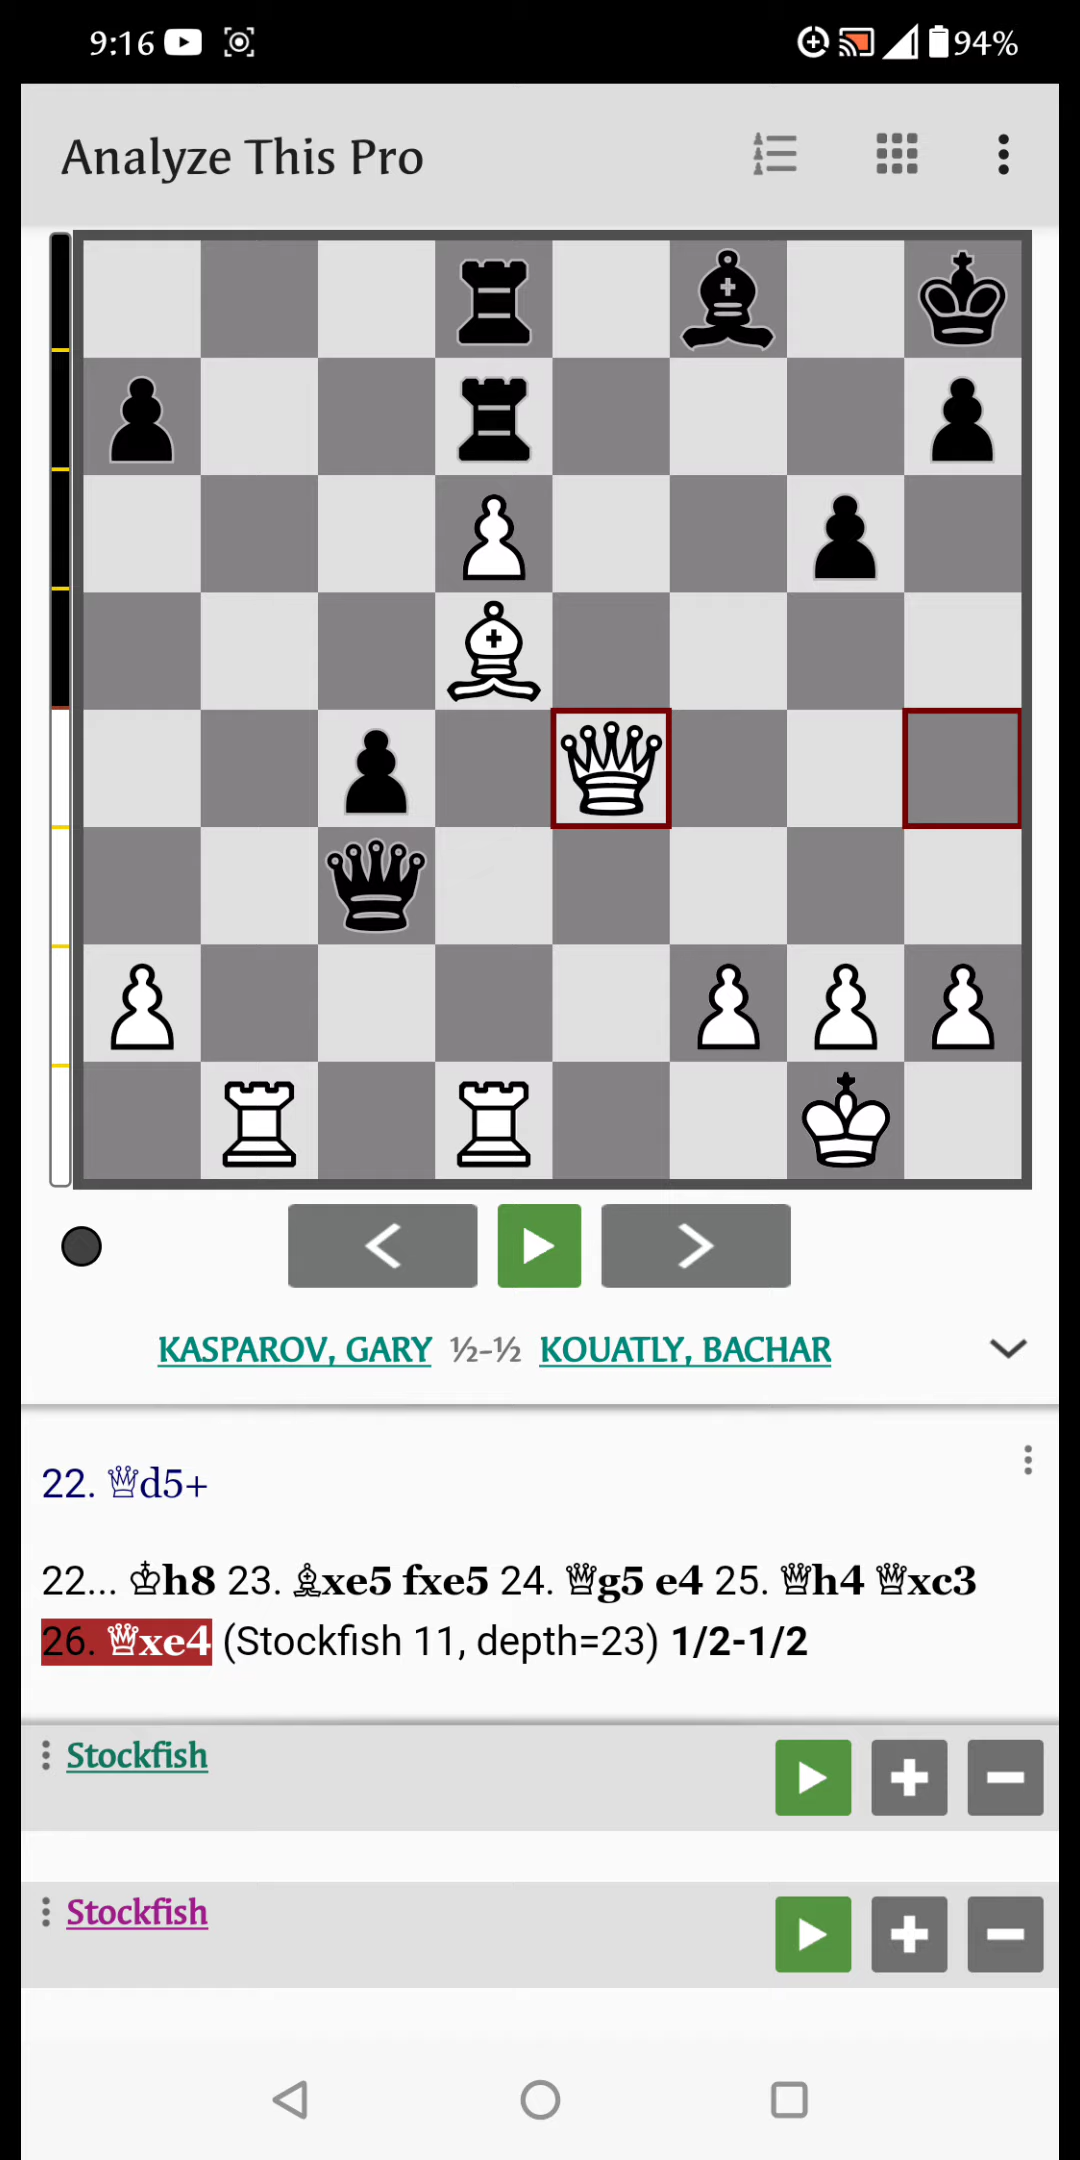 9:16 94%
Analyze This Pro
KASPAROV, GARY ½–½ KOUATLY, BACHAR
22. ♕d5+
22... ♔h8 23. ♗xe5 fxe5 24. ♕g5 e4 25. ♕h4 ♕xc3
26. ♕xe4 (Stockfish 11, depth=23) 1/2-1/2
Stockfish
Stockfish